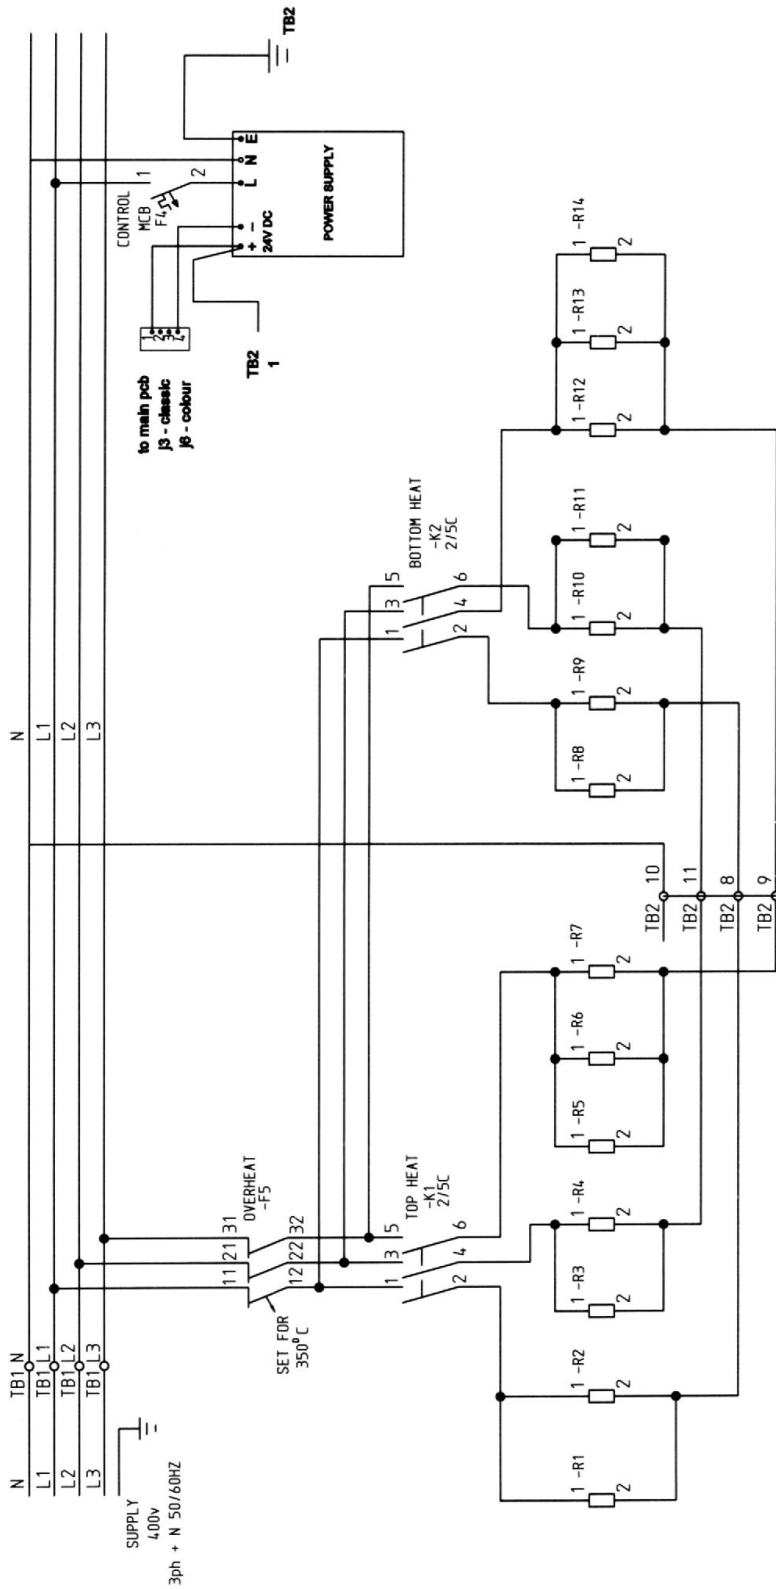 N
L1
L2
L3
SUPPLY
400v
3ph + N 50/60HZ
TB1 N
TB1 L1
TB1 L2
TB1 L3
N
L1
L2
L3
11 21 31
OVERHEAT
-F5
12 22 32
SET FOR
350°C
1 3 5
TOP HEAT
-K1
2/5C
2 4 6
1 3 5
BOTTOM HEAT
-K2
2/5C
2 4 6
to main pcb
j3 - classic
j6 - colour
1
2
3
4
TB2
1
CONTROL
MCB
F4
1
2
+ - L N E
24V DC
POWER SUPPLY
TB2
1 -R1
2
1 -R2
2
1 -R3
2
1 -R4
2
1 -R5
2
1 -R6
2
1 -R7
2
TB2 10
TB2 11
TB2 8
TB2 9
1 -R8
2
1 -R9
2
1 -R10
2
1 -R11
2
1 -R12
2
1 -R13
2
1 -R14
2